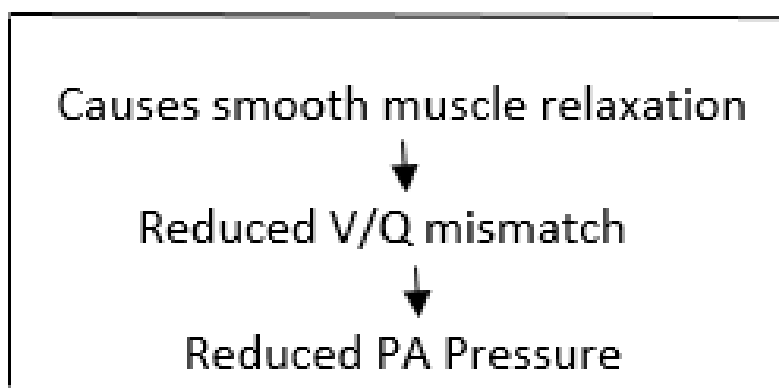 Causes smooth muscle relaxation
Reduced V/Q mismatch
Reduced PA Pressure